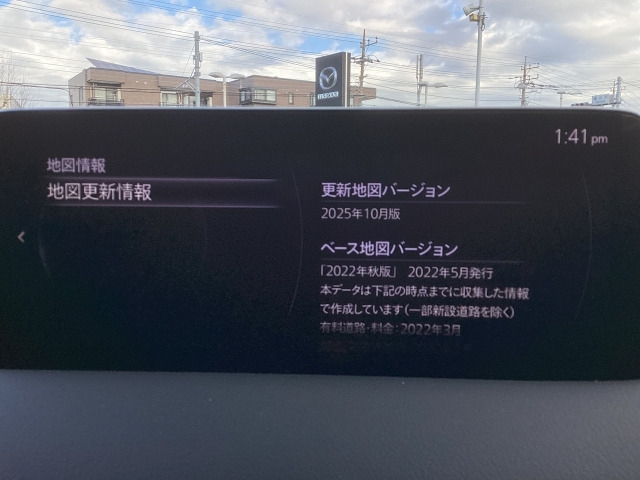 mazda
1:41 pm
地図情報
地図更新情報
更新地図バージョン
2025年10月版
ベース地図バージョン
「2022年秋版」 2022年5月発行
本データは下記の時点までに収集した情報
で作成しています(一部新設道路を除く)
有料道路・料金:2022年3月